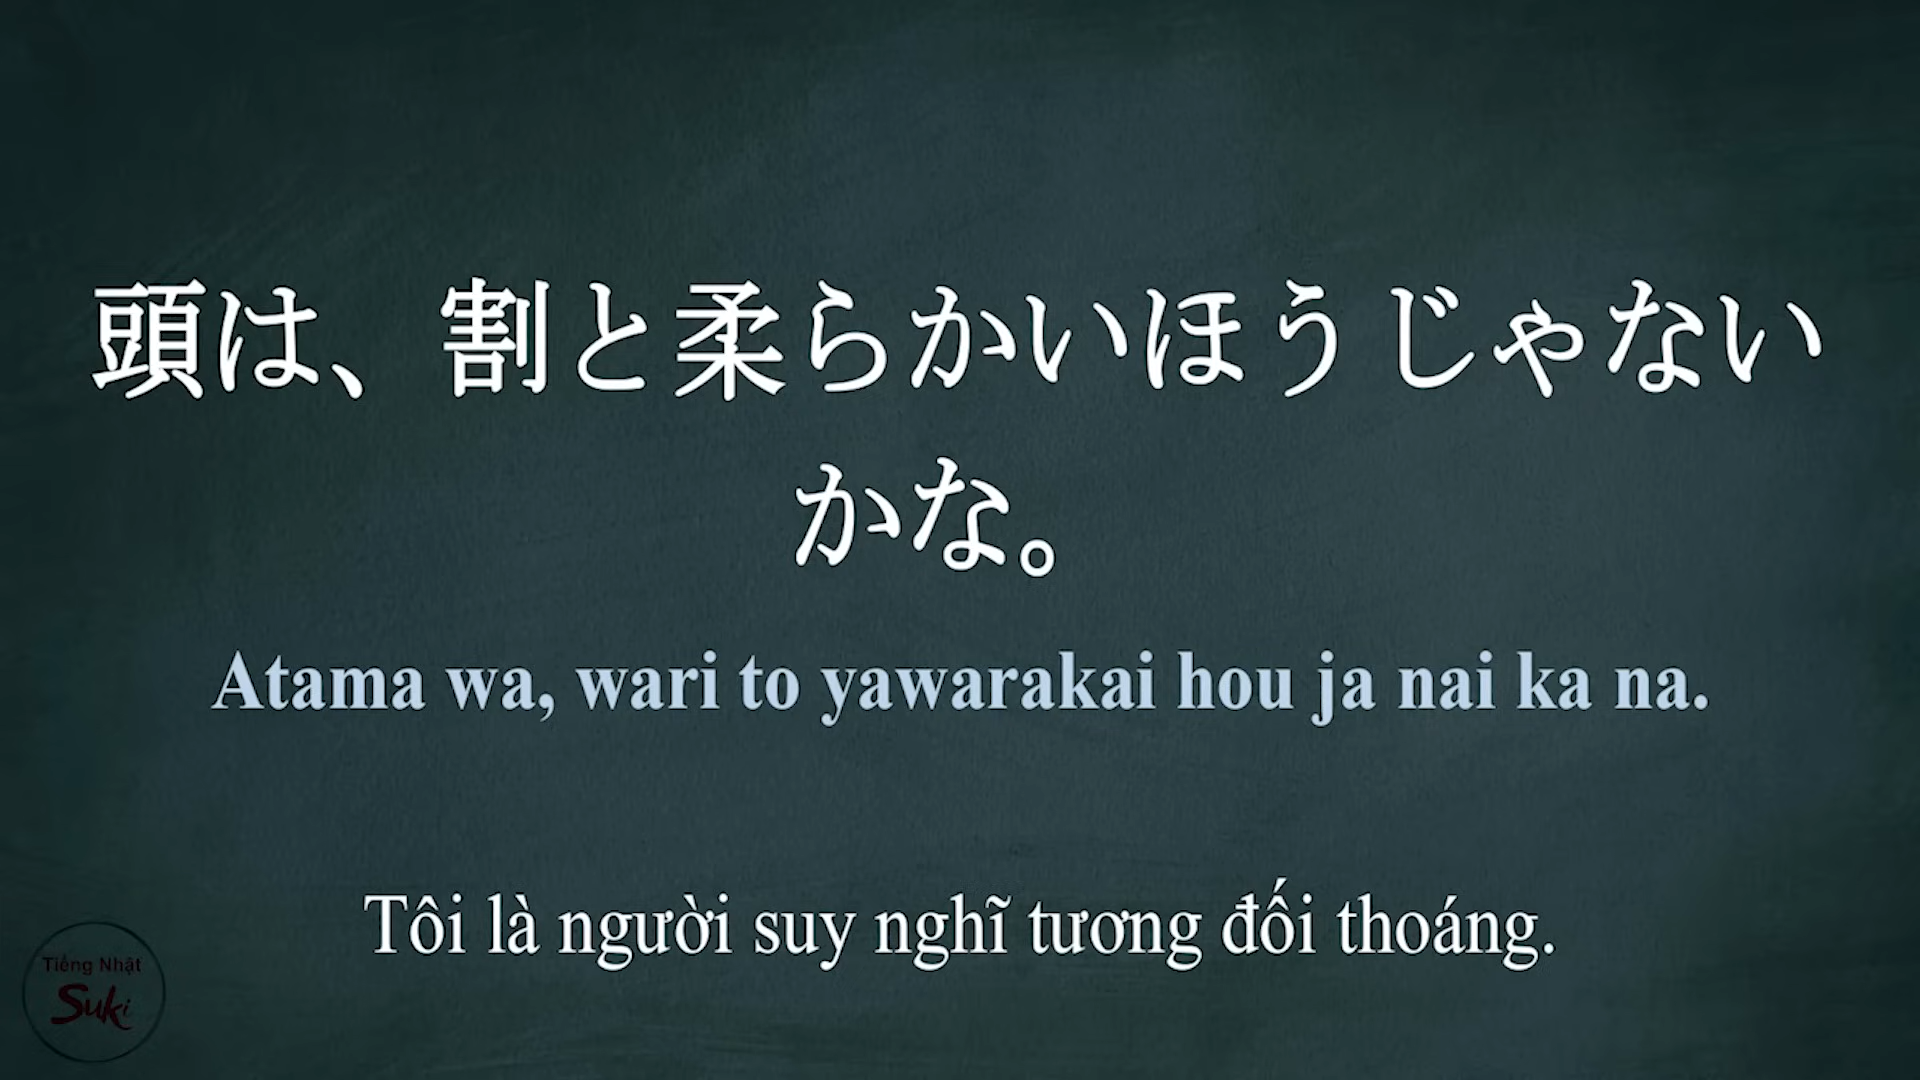 頭は、割と柔らかいほうじゃない
かな。
Atama wa, wari to yawarakai hou ja nai ka na.
Tôi là người suy nghĩ tương đối thoáng.
Tiếng Nhật
Suki